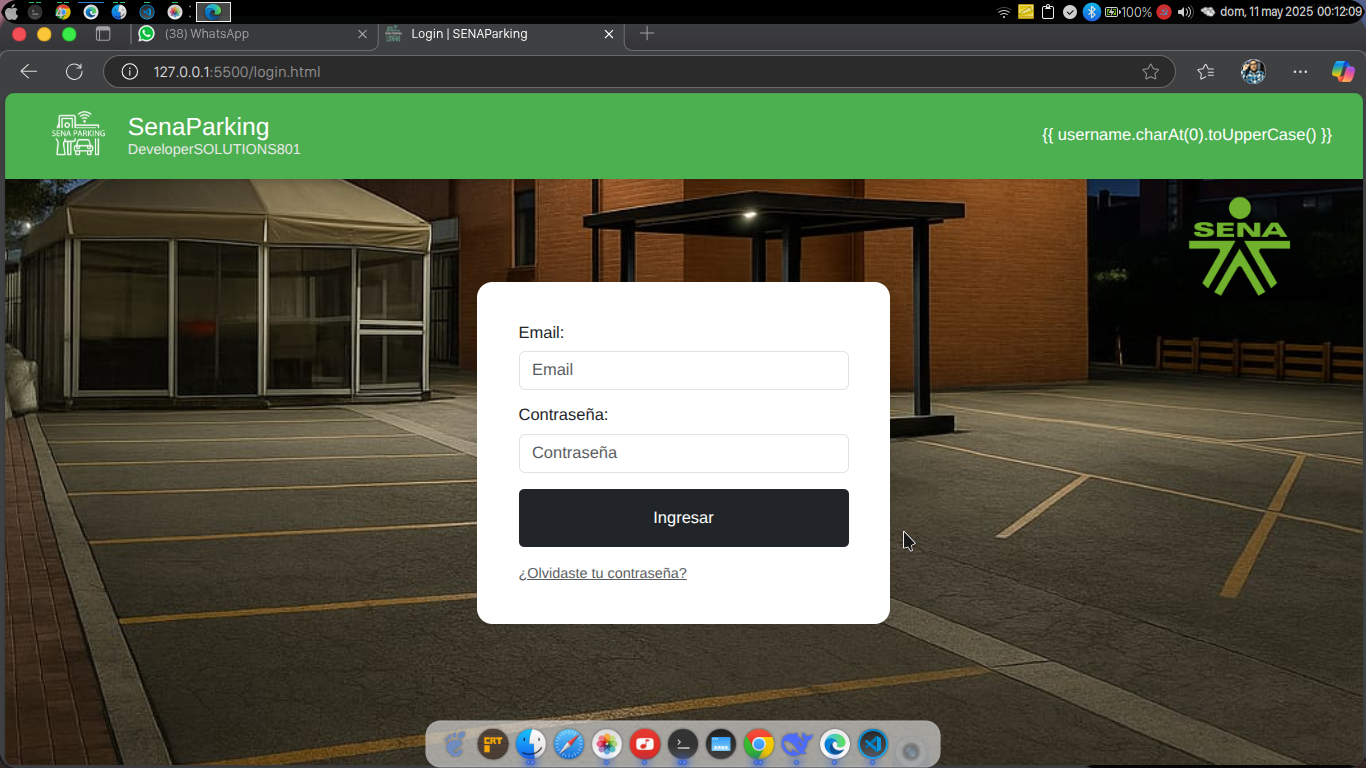 100%
dom, 11 may 2025 00:12:09
(38) WhatsApp
Login | SENAParking
127.0.0.1:5500/login.html
SENA PARKING
SenaParking
DeveloperSOLUTIONS801
{{ username.charAt(0).toUpperCase() }}
SENA
Email:
Email
Contraseña:
Contraseña
Ingresar
¿Olvidaste tu contraseña?
CRT